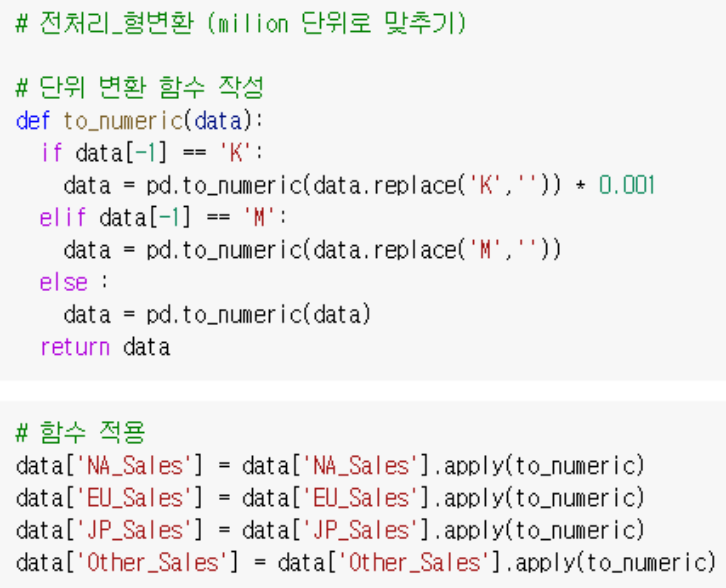 # 전처리_형변환 (milion 단위로 맞추기)
# 단위 변환 함수 작성
def to_numeric(data):
  if data[-1] == 'K':
    data = pd.to_numeric(data.replace('K','')) * 0.001
  elif data[-1] == 'M':
    data = pd.to_numeric(data.replace('M',''))
  else :
    data = pd.to_numeric(data)
  return data
# 함수 적용
data['NA_Sales'] = data['NA_Sales'].apply(to_numeric)
data['EU_Sales'] = data['EU_Sales'].apply(to_numeric)
data['JP_Sales'] = data['JP_Sales'].apply(to_numeric)
data['Other_Sales'] = data['Other_Sales'].apply(to_numeric)